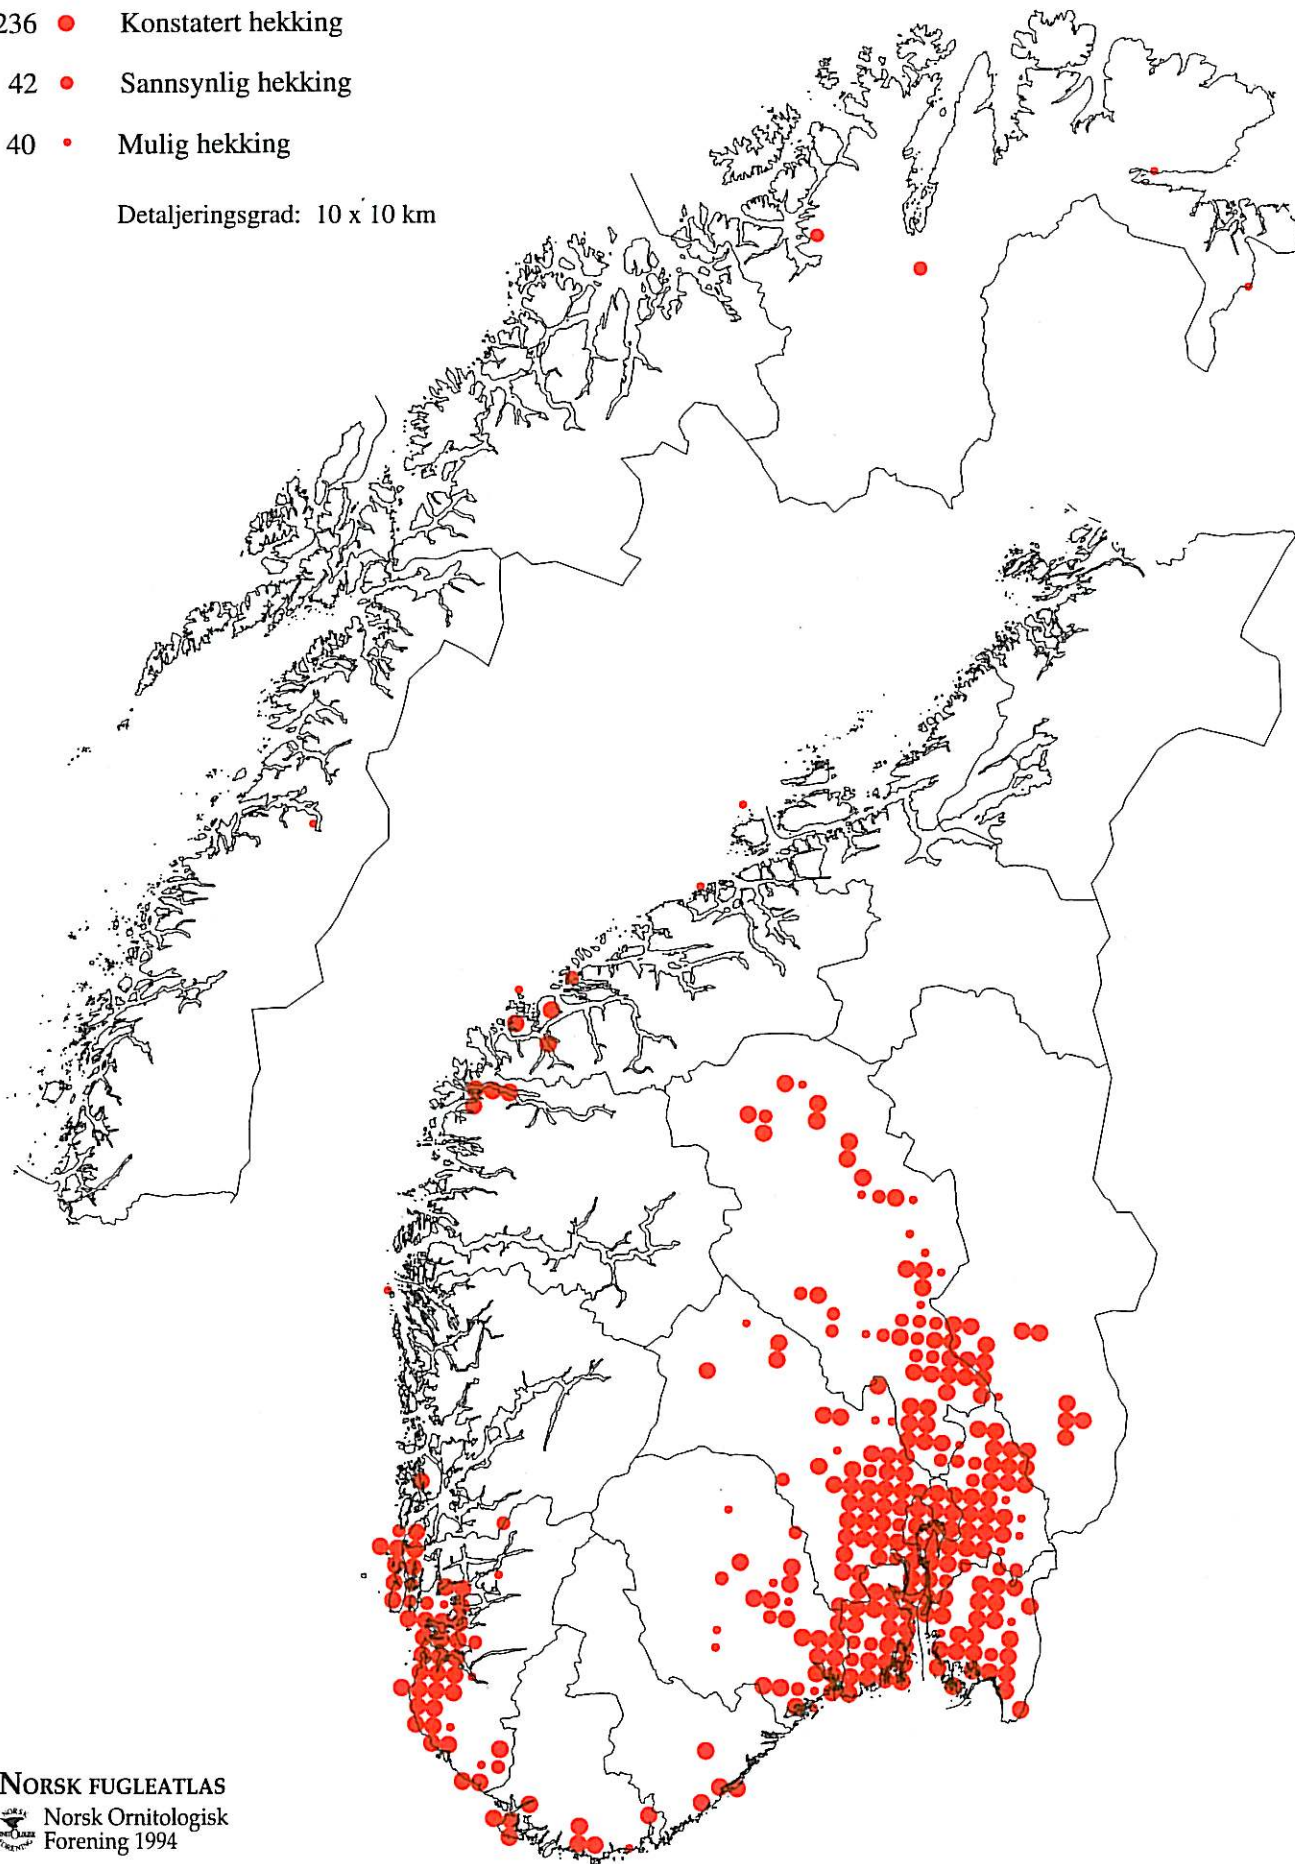 236 Konstatert hekking
42 Sannsynlig hekking
40 Mulig hekking
Detaljeringsgrad: 10 x 10 km
NORSK FUGLEATLAS
Norsk Ornitologisk
Forening 1994